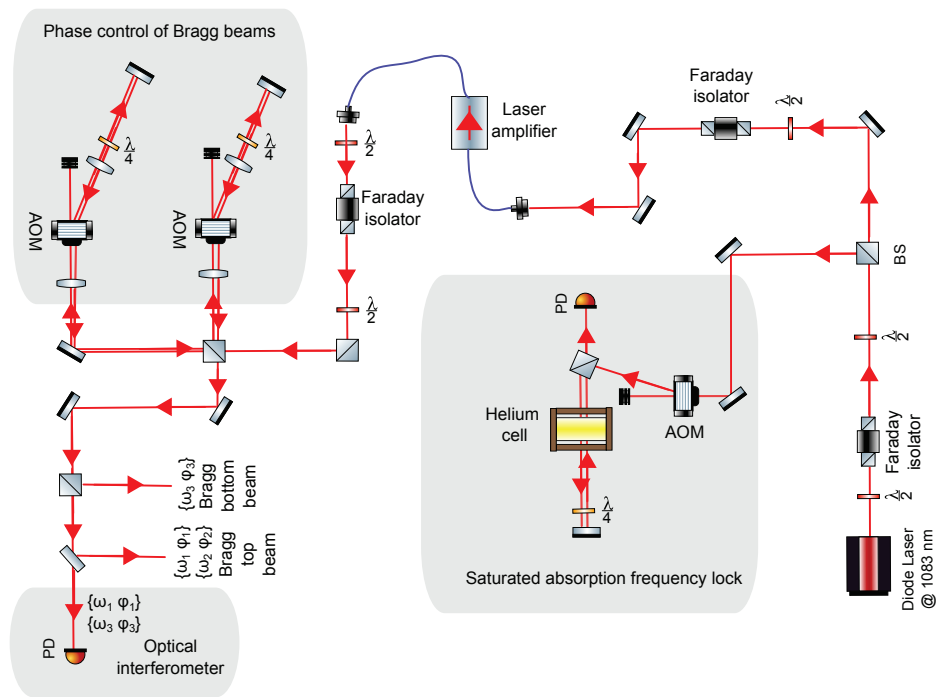 Phase control of Bragg beams
λ
4
λ
4
AOM
AOM
λ
2
Faraday
isolator
λ
2
Laser
amplifier
Faraday
isolator
λ
2
BS
λ
2
Faraday
isolator
λ
2
Diode Laser
@ 1083 nm
PD
Helium
cell
AOM
λ
4
Saturated absorption frequency lock
{ω3 φ3}
Bragg
bottom
beam
{ω1 φ1}
{ω2 φ2}
Bragg
top
beam
{ω1 φ1}
{ω3 φ3}
PD
Optical
interferometer